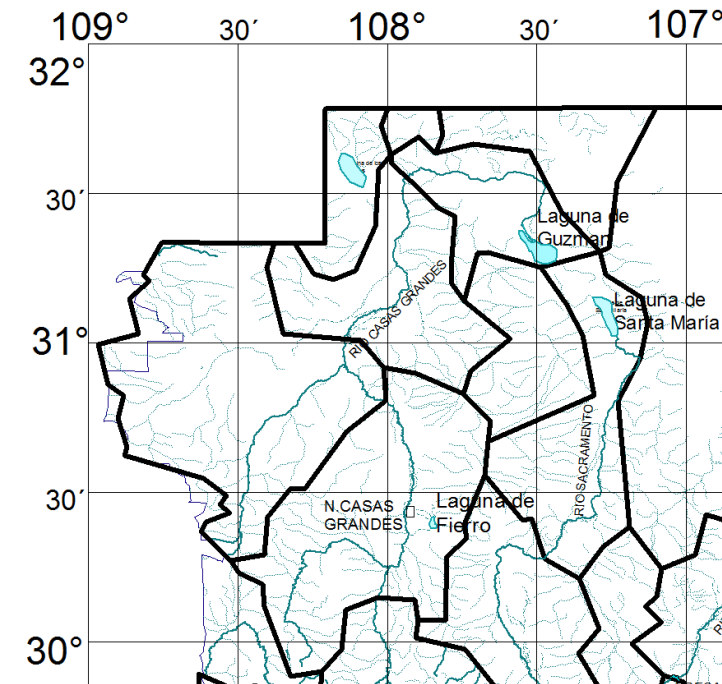 109°
30′
108°
30′
107°
32°
30′
Laguna de
Guzman
RIO CASAS GRANDES
Laguna de
Santa María
31°
RIO SACRAMENTO
30′
N.CASAS
GRANDES
Laguna de
Fierro
30°